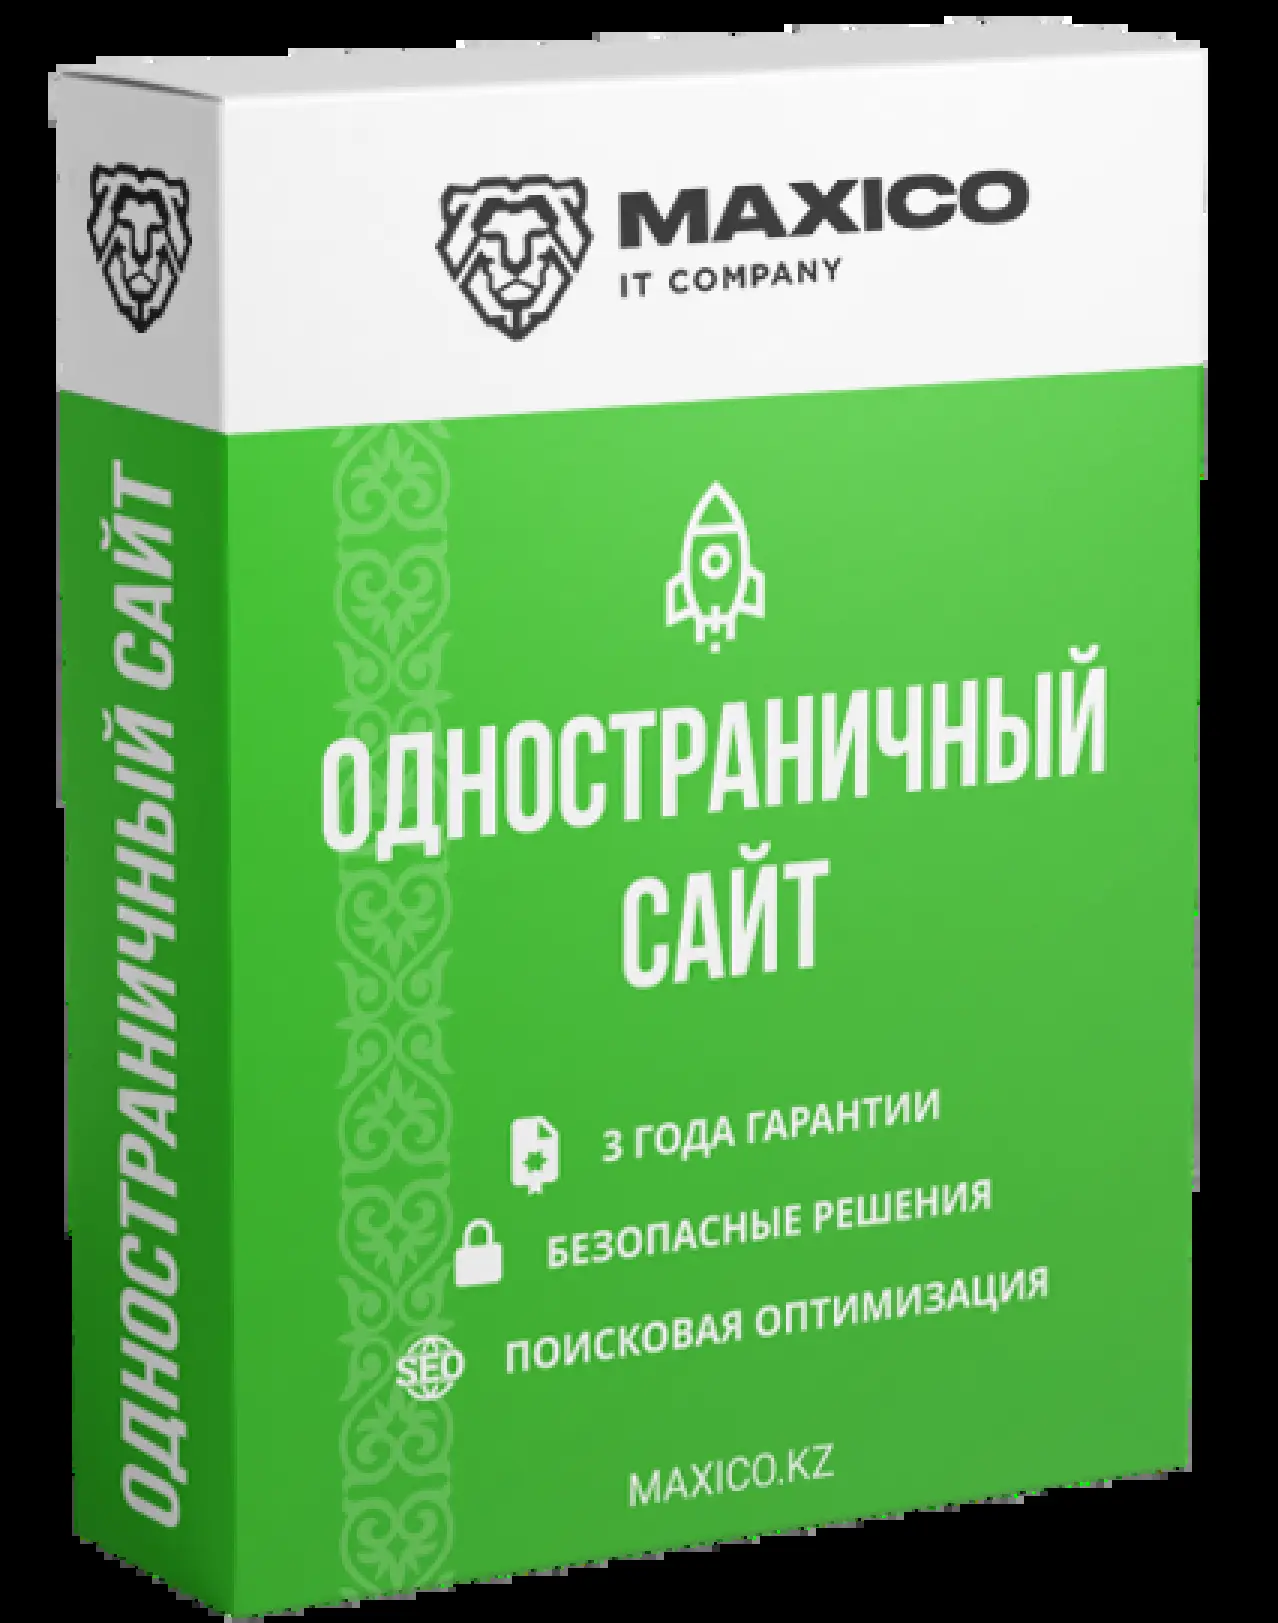 MAXICO
IT COMPANY
ОДНОСТРАНИЧНЫЙ
САЙТ
3 ГОДА ГАРАНТИИ
БЕЗОПАСНЫЕ РЕШЕНИЯ
SEO
ПОИСКОВАЯ ОПТИМИЗАЦИЯ
MAXICO.KZ
ОДНОСТРАНИЧНЫЙ САЙТ